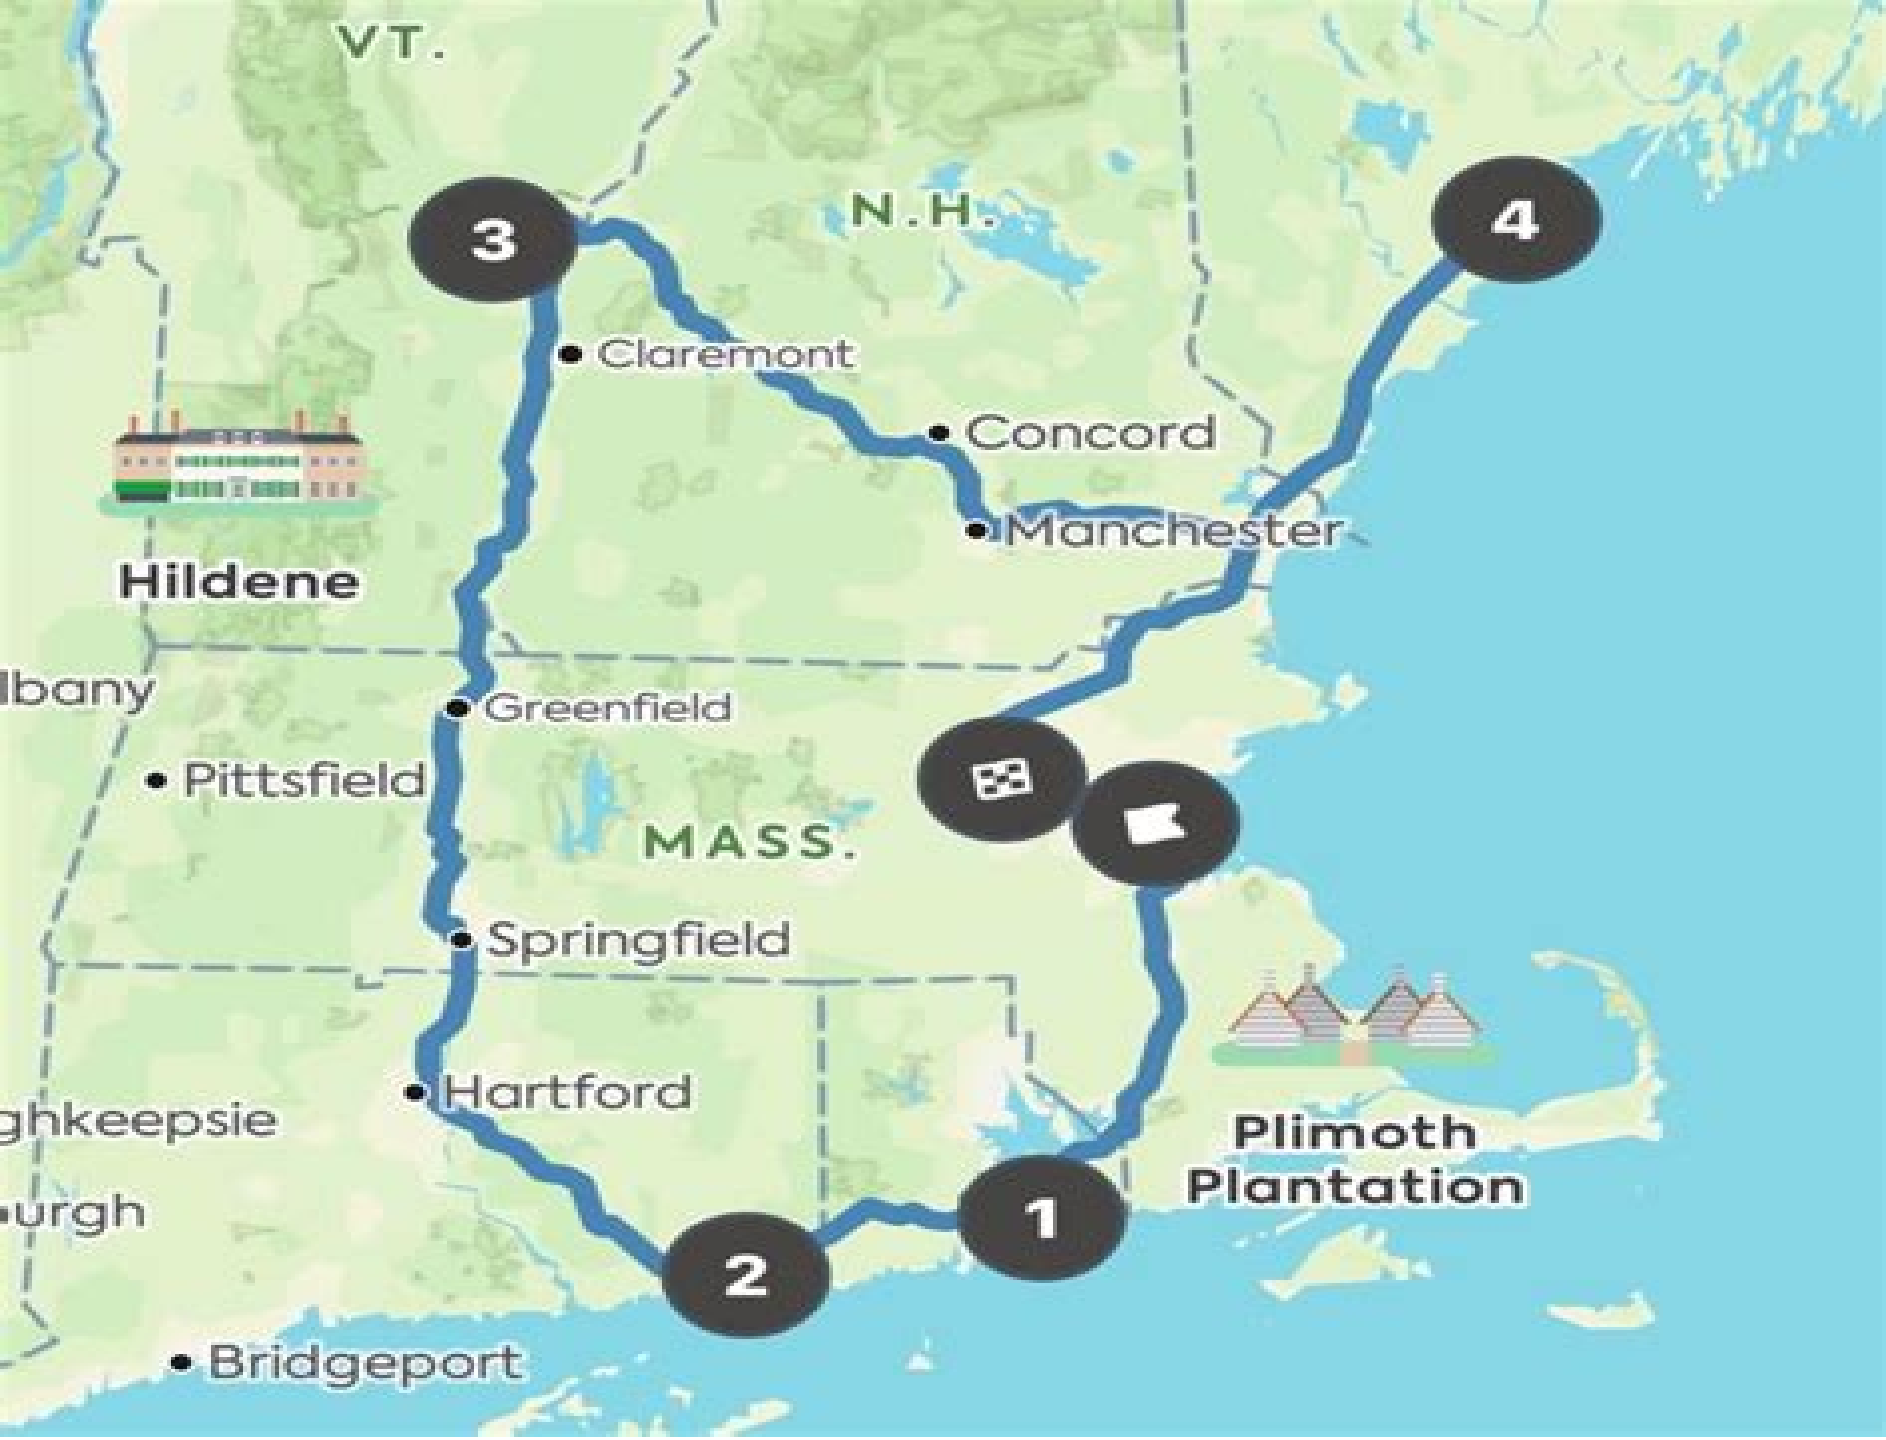 VT.
N.H.
4
3
Claremont
Concord
Manchester
Hildene
lbany
Greenfield
Pittsfield
MASS.
Springfield
Hartford
ghkeepsie
Plimoth
Plantation
urgh
1
2
Bridgeport